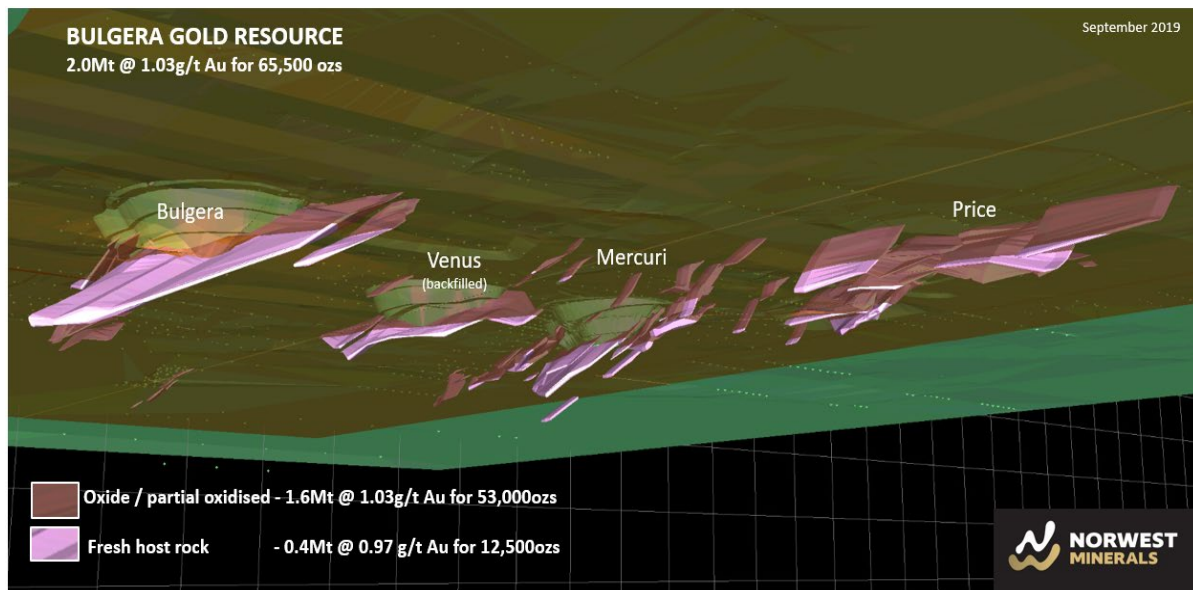 BULGERA GOLD RESOURCE
2.0Mt @ 1.03g/t Au for 65,500 ozs
September 2019
Bulgera
Venus
(backfilled)
Mercuri
Price
Oxide / partial oxidised - 1.6Mt @ 1.03g/t Au for 53,000ozs
Fresh host rock - 0.4Mt @ 0.97 g/t Au for 12,500ozs
NORWEST
MINERALS